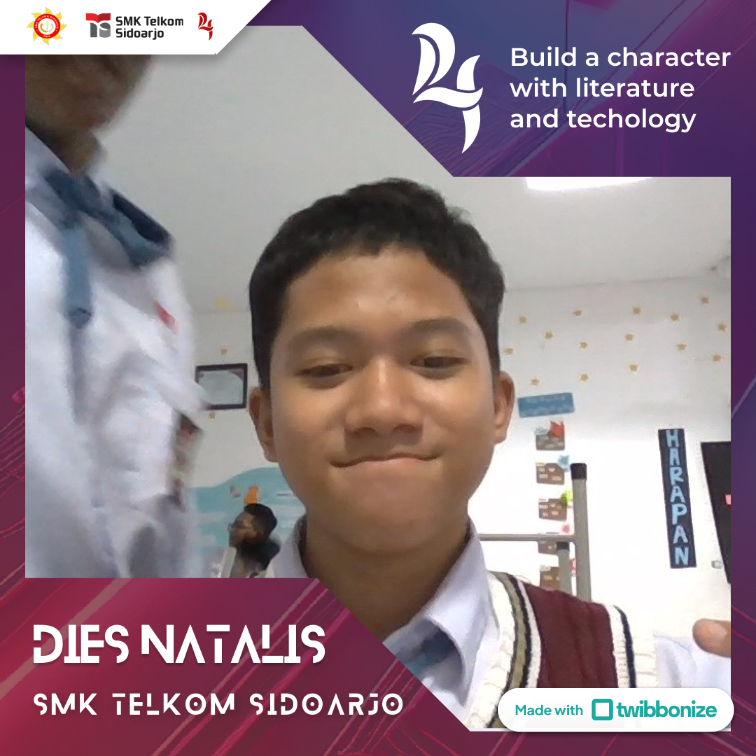 SMK Telkom
Sidoarjo
Build a character
with literature
and techology
HARAPAN
DIES NATALIS
SMK TELKOM SIDOARJO
Made with twibbonize